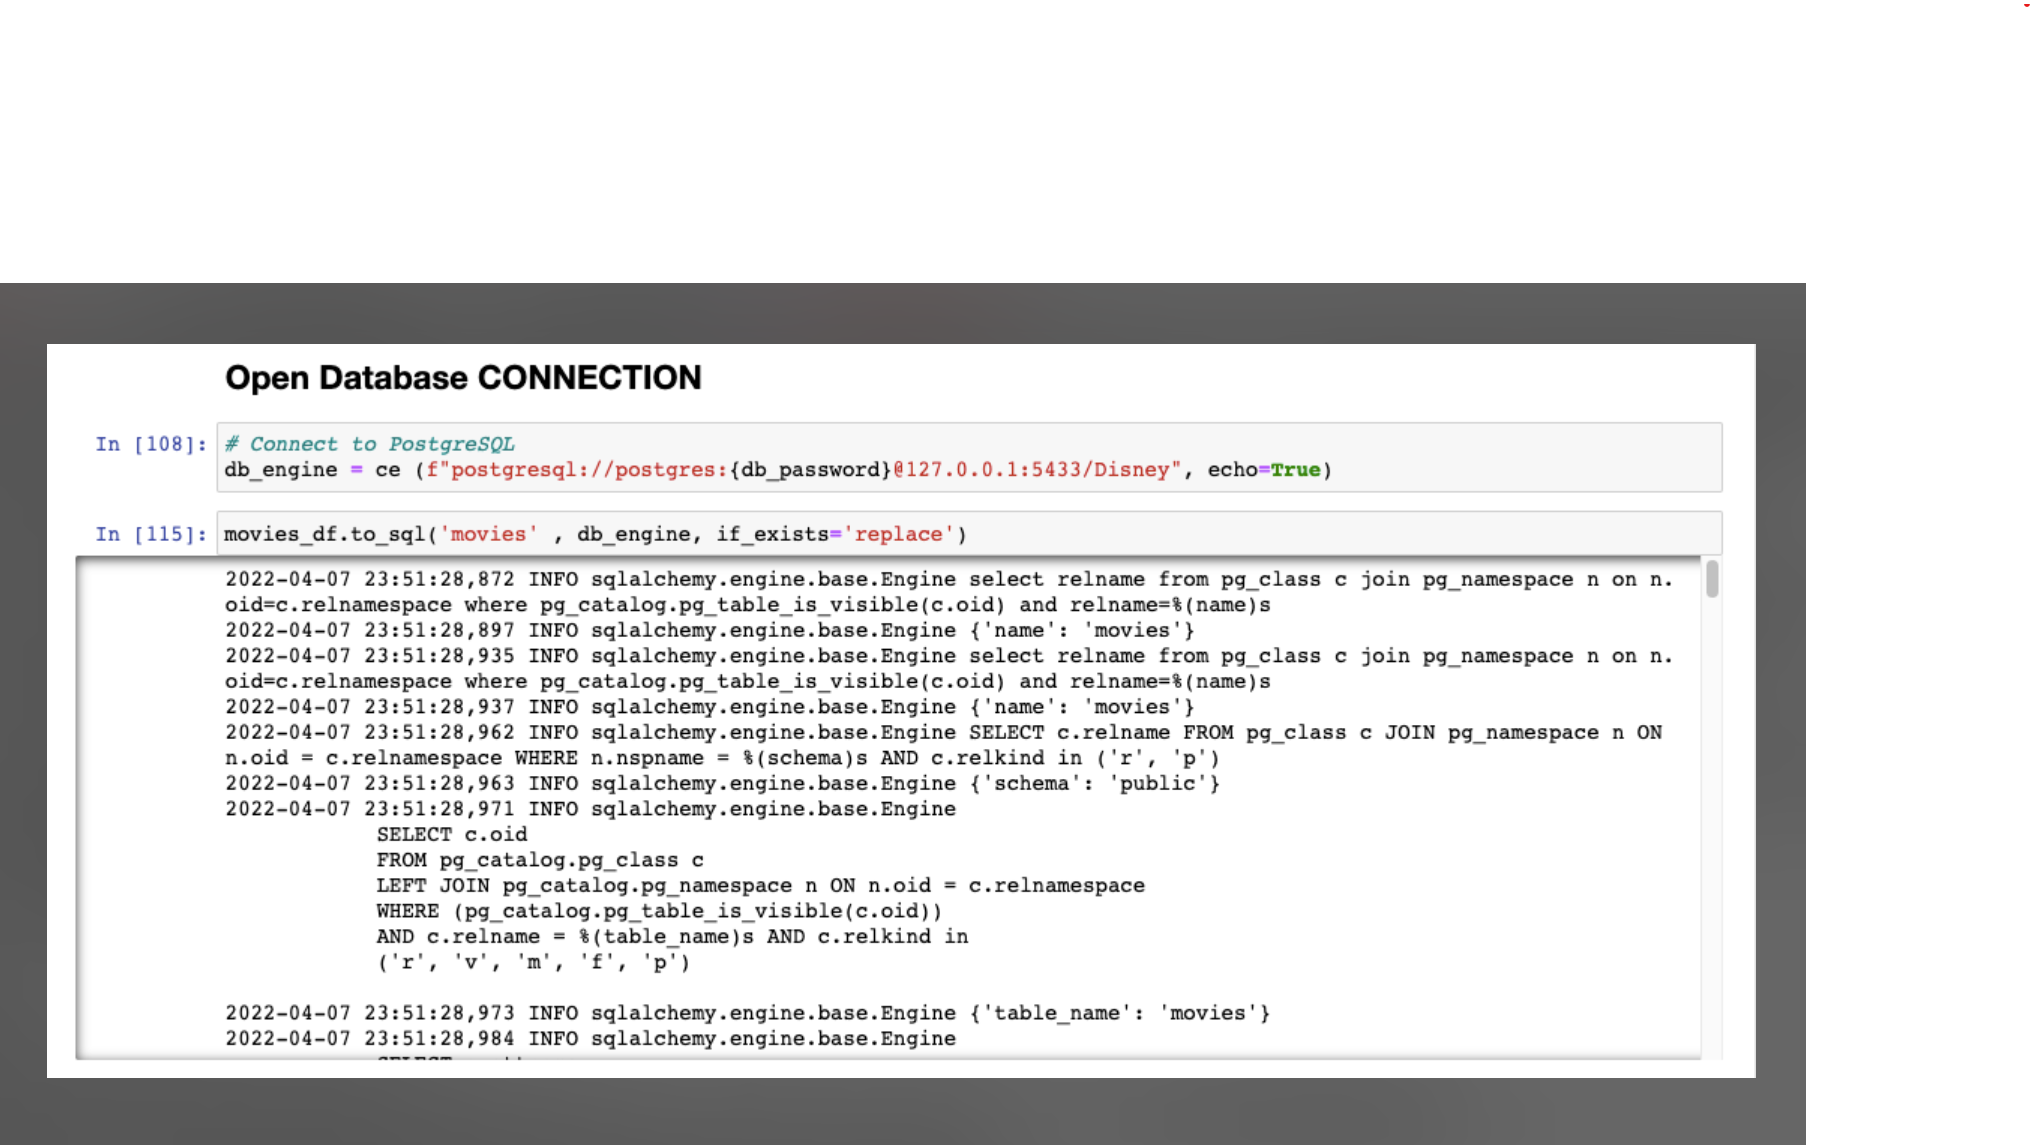 Open Database CONNECTION
In [108]: # Connect to PostgreSQL
db_engine = ce (f"postgresql://postgres:{db_password}@127.0.0.1:5433/Disney", echo=True)
In [115]: movies_df.to_sql('movies' , db_engine, if_exists='replace')
2022-04-07 23:51:28,872 INFO sqlalchemy.engine.base.Engine select relname from pg_class c join pg_namespace n on n.
oid=c.relnamespace where pg_catalog.pg_table_is_visible(c.oid) and relname=%(name)s
2022-04-07 23:51:28,897 INFO sqlalchemy.engine.base.Engine {'name': 'movies'}
2022-04-07 23:51:28,935 INFO sqlalchemy.engine.base.Engine select relname from pg_class c join pg_namespace n on n.
oid=c.relnamespace where pg_catalog.pg_table_is_visible(c.oid) and relname=%(name)s
2022-04-07 23:51:28,937 INFO sqlalchemy.engine.base.Engine {'name': 'movies'}
2022-04-07 23:51:28,962 INFO sqlalchemy.engine.base.Engine SELECT c.relname FROM pg_class c JOIN pg_namespace n ON
n.oid = c.relnamespace WHERE n.nspname = %(schema)s AND c.relkind in ('r', 'p')
2022-04-07 23:51:28,963 INFO sqlalchemy.engine.base.Engine {'schema': 'public'}
2022-04-07 23:51:28,971 INFO sqlalchemy.engine.base.Engine
SELECT c.oid
FROM pg_catalog.pg_class c
LEFT JOIN pg_catalog.pg_namespace n ON n.oid = c.relnamespace
WHERE (pg_catalog.pg_table_is_visible(c.oid))
AND c.relname = %(table_name)s AND c.relkind in
('r', 'v', 'm', 'f', 'p')
2022-04-07 23:51:28,973 INFO sqlalchemy.engine.base.Engine {'table_name': 'movies'}
2022-04-07 23:51:28,984 INFO sqlalchemy.engine.base.Engine